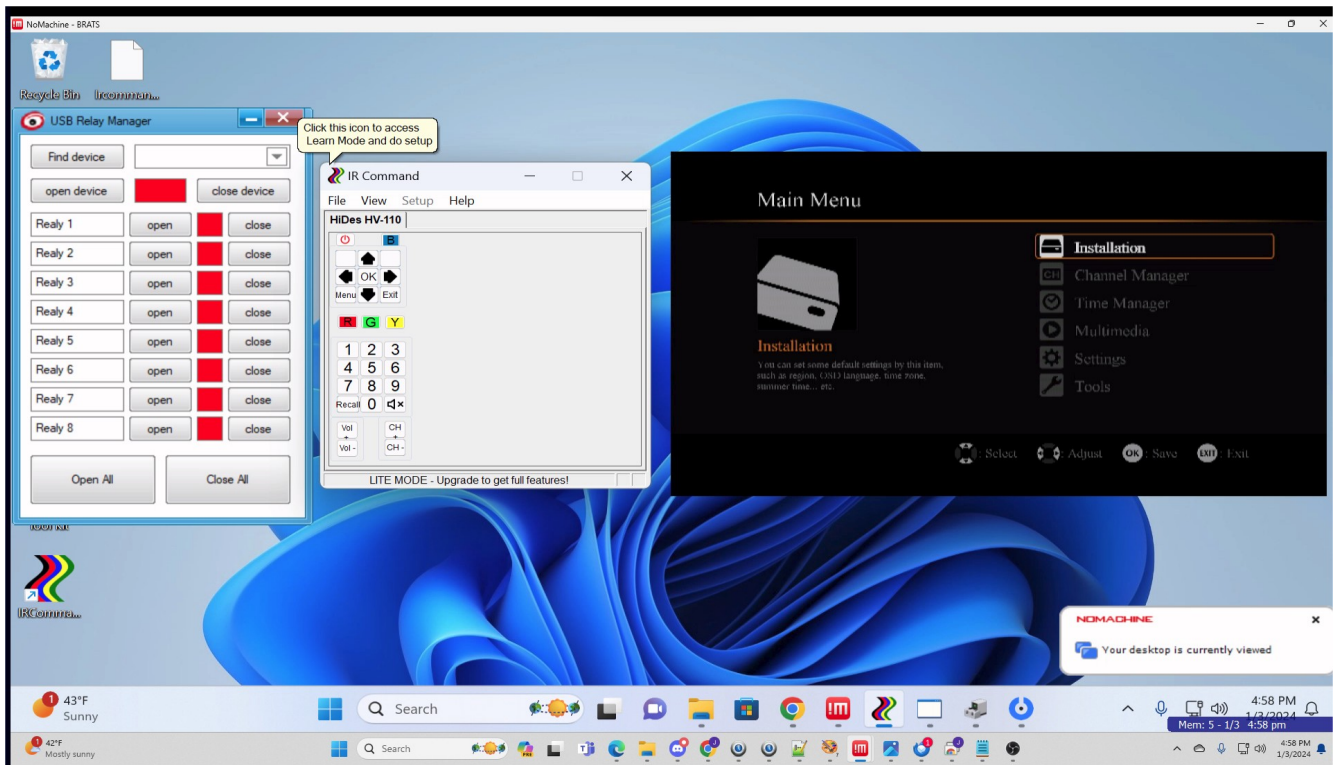 NoMachine - BRATS
Recycle Bin
Ircomman...
USB Relay Manager
Find device
open device
close device
Realy 1 open close
Realy 2 open close
Realy 3 open close
Realy 4 open close
Realy 5 open close
Realy 6 open close
Realy 7 open close
Realy 8 open close
Open All
Close All
Click this icon to access
Learn Mode and do setup
IR Command
File View Setup Help
HiDes HV-110
B
OK
Menu Exit
R G Y
1 2 3
4 5 6
7 8 9
Recall 0
Vol + CH +
Vol - CH -
LITE MODE - Upgrade to get full features!
Main Menu
Installation
You can set some default settings by this item,
such as region, OSD language, time zone,
summer time... etc.
Installation
CH Channel Manager
Time Manager
Multimedia
Settings
Tools
: Select : Adjust OK : Save EXIT : Exit
IRComma...
NOMACHINE
Your desktop is currently viewed
1
43°F
Sunny
Search
4:58 PM
1/3/2024
Mem: 5 - 1/3 4:58 pm
1
42°F
Mostly sunny
Search
PRE
4:58 PM
1/3/2024